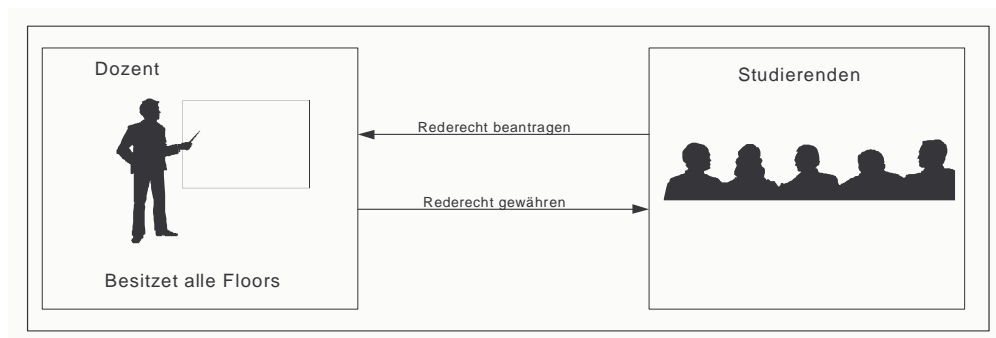 Dozent
Studierenden
Rederecht beantragen
Rederecht gewähren
Besitzet alle Floors